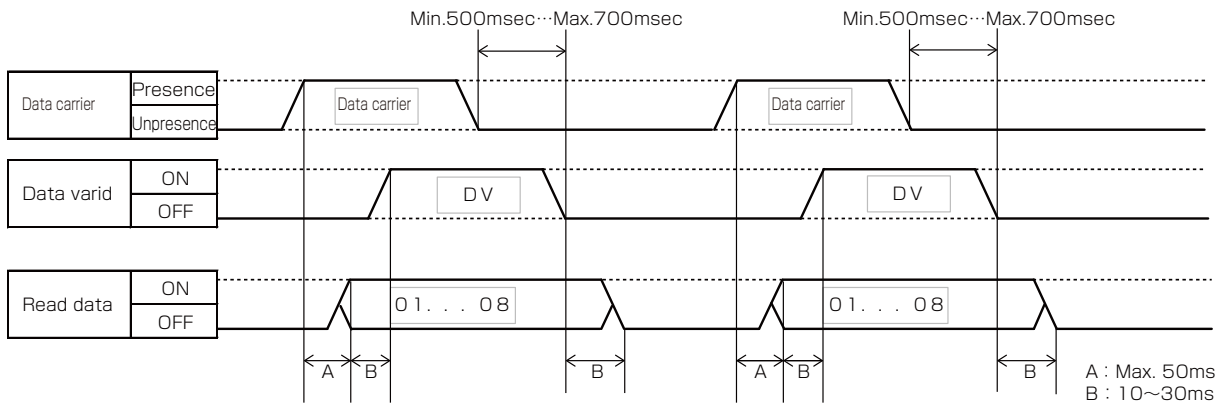 Min.500msec…Max.700msec Min.500msec…Max.700msec
Data carrier Presence Data carrier Data carrier
Unpresence
Data varid ON DV DV
OFF
Read data ON 01...08 01...08
OFF
A B B A B B A：Max. 50ms
B：10～30ms